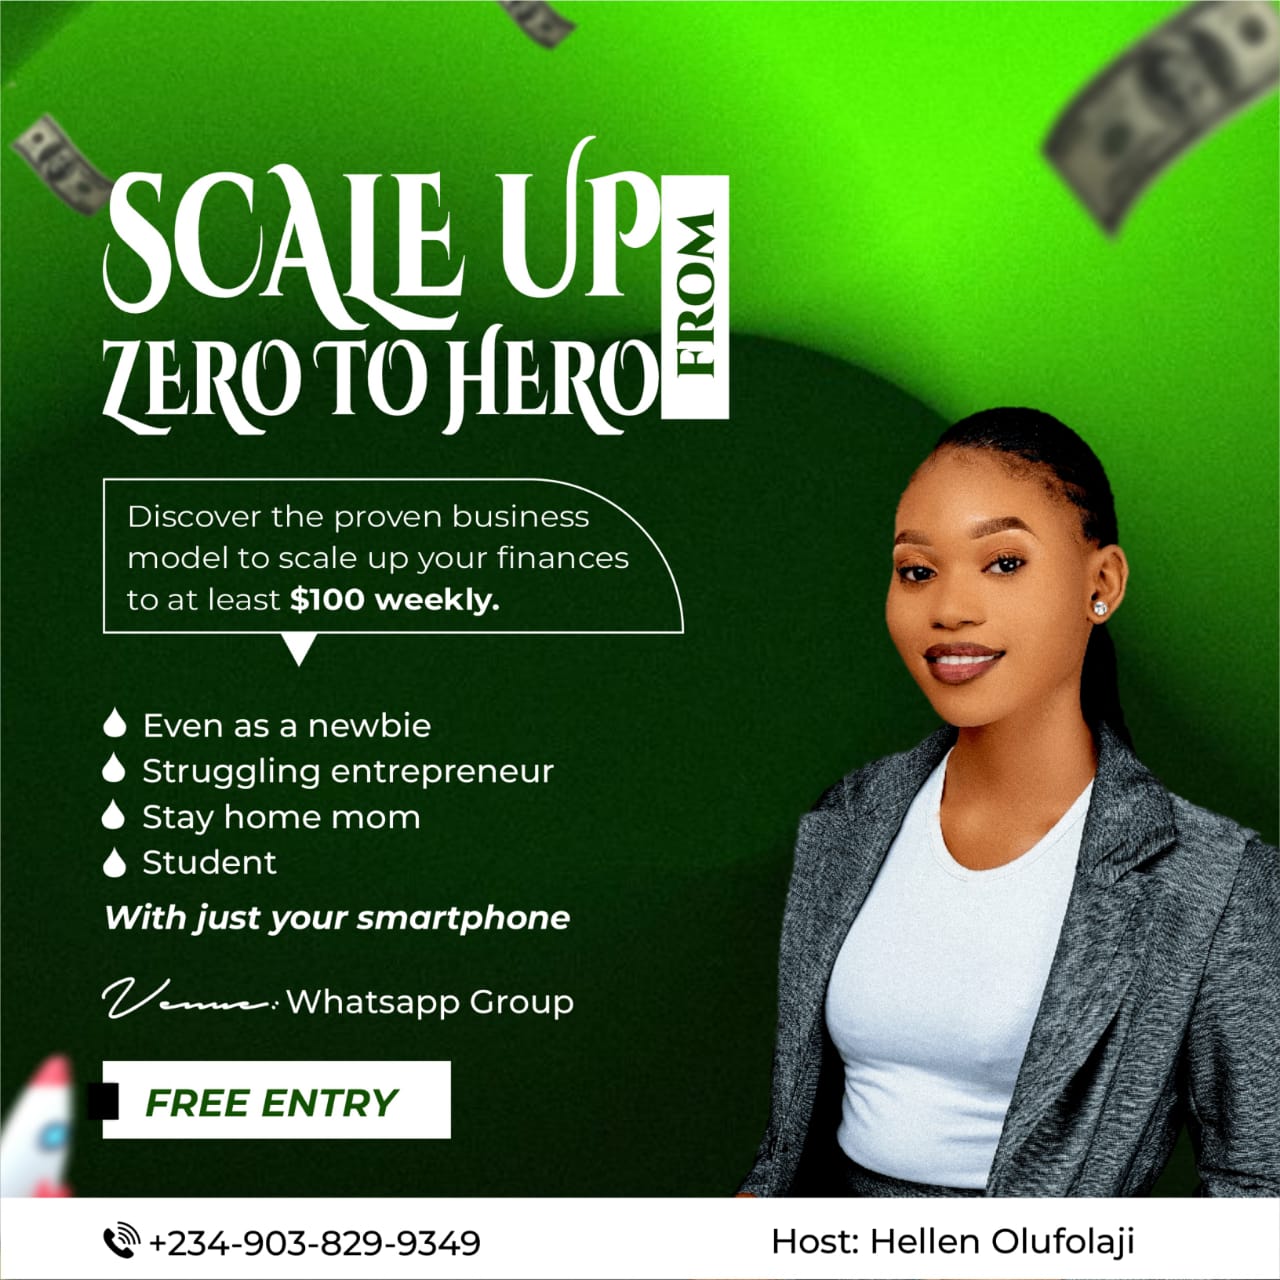 SCALE UP
FROM
ZERO TO HERO
Discover the proven business
model to scale up your finances
to at least $100 weekly.
Even as a newbie
Struggling entrepreneur
Stay home mom
Student
With just your smartphone
Venue: Whatsapp Group
FREE ENTRY
+234-903-829-9349
Host: Hellen Olufolaji